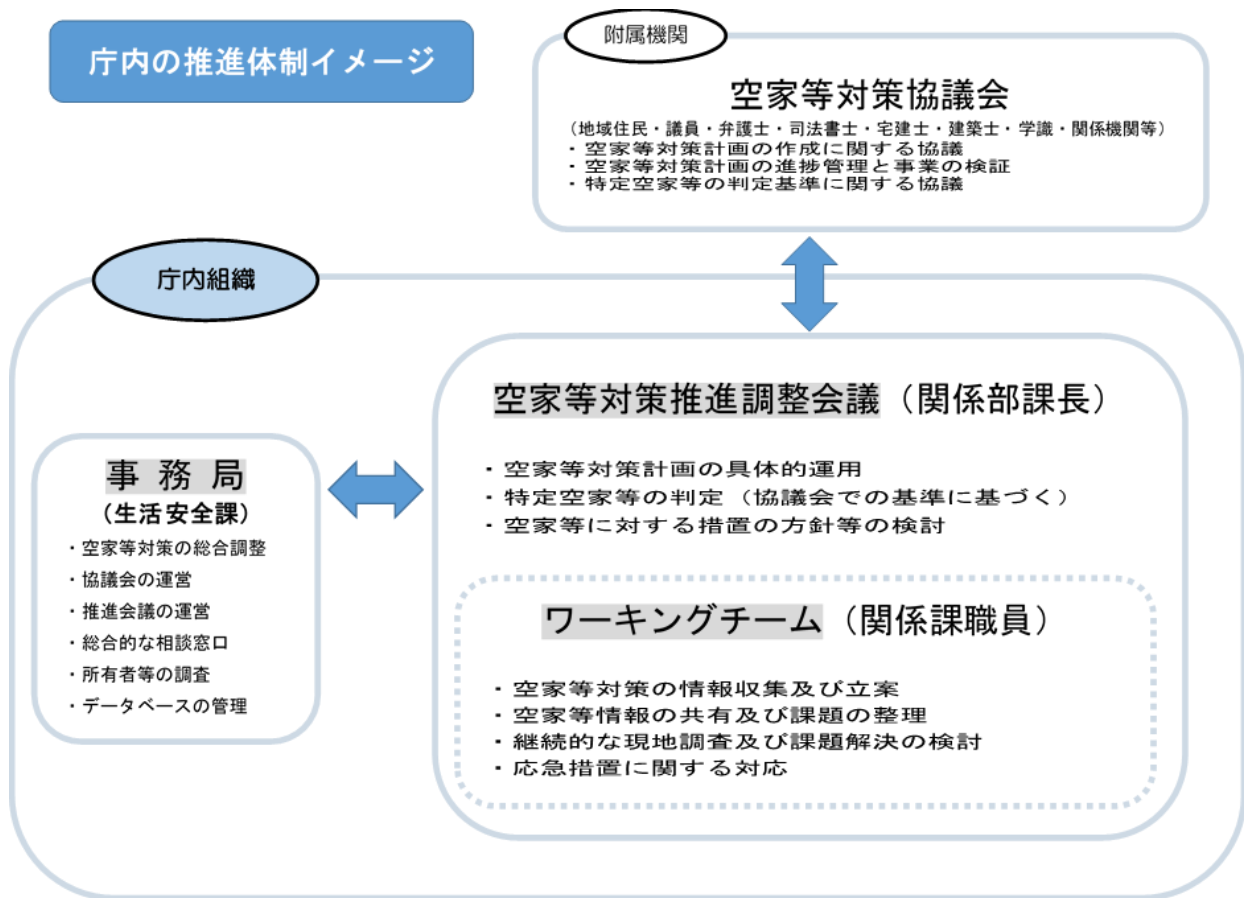 庁内の推進体制イメージ
附属機関
空家等対策協議会
（地域住民・議員・弁護士・司法書士・宅建士・建築士・学識・関係機関等）
・空家等対策計画の作成に関する協議
・空家等対策計画の進捗管理と事業の検証
・特定空家等の判定基準に関する協議
庁内組織
空家等対策推進調整会議（関係部課長）
・空家等対策計画の具体的運用
・特定空家等の判定（協議会での基準に基づく）
・空家等に対する措置の方針等の検討
事務局
（生活安全課）
・空家等対策の総合調整
・協議会の運営
・推進会議の運営
・総合的な相談窓口
・所有者等の調査
・データベースの管理
ワーキングチーム（関係課職員）
・空家等対策の情報収集及び立案
・空家等情報の共有及び課題の整理
・継続的な現地調査及び課題解決の検討
・応急措置に関する対応